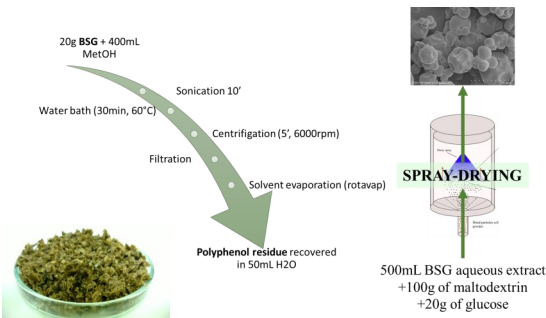 20g BSG + 400mL
MetOH
Sonication 10’
Water bath (30min, 60°C)
Centrifigation (5’, 6000rpm)
Filtration
Solvent evaporation (rotavap)
Polyphenol residue recovered
in 50mL H2O
SPRAY-DRYING
500mL BSG aqueous extract
+100g of maltodextrin
+20g of glucose